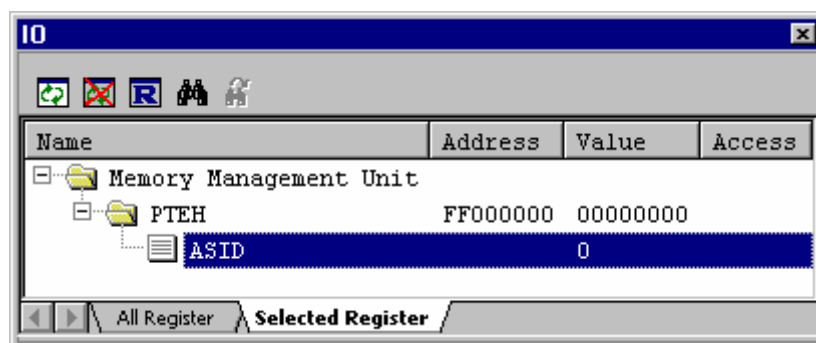 IO
R
Name Address Value Access
Memory Management Unit
PTEH FF000000 00000000
ASID 0
All Register Selected Register